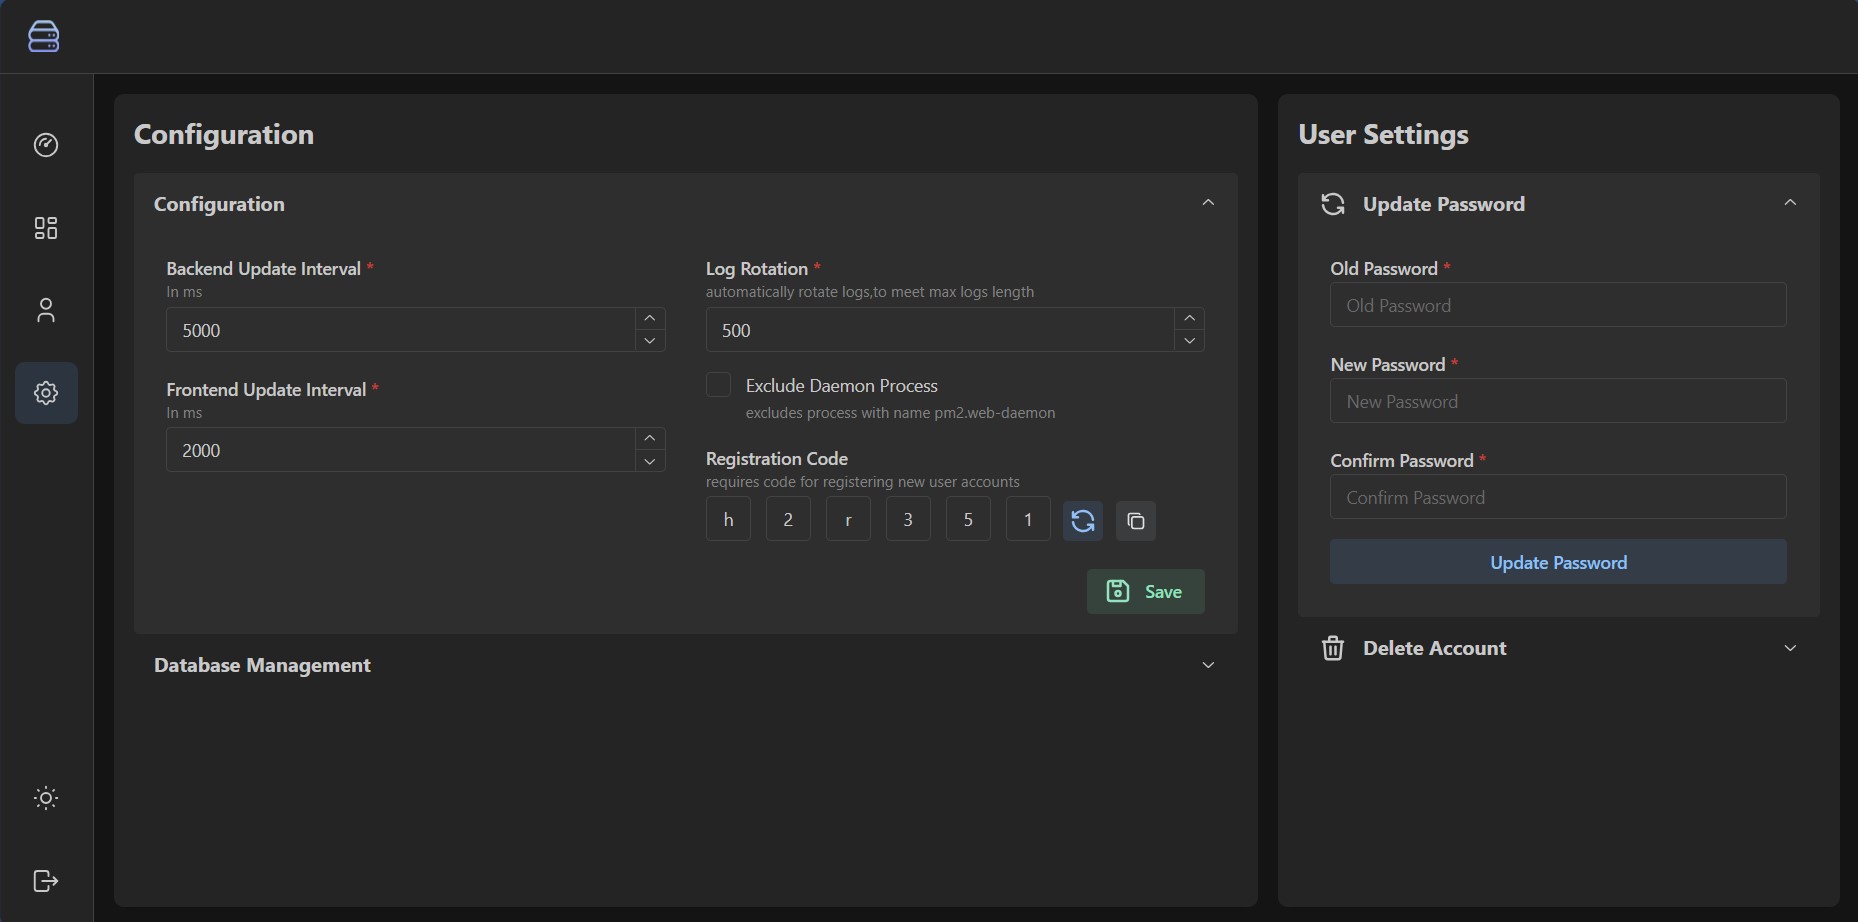 Configuration
Configuration
Backend Update Interval *
In ms
5000
Frontend Update Interval *
In ms
2000
Log Rotation *
automatically rotate logs,to meet max logs length
500
Exclude Daemon Process
excludes process with name pm2.web-daemon
Registration Code
requires code for registering new user accounts
h 2 r 3 5 1
Save
Database Management
User Settings
Update Password
Old Password *
Old Password
New Password *
New Password
Confirm Password *
Confirm Password
Update Password
Delete Account